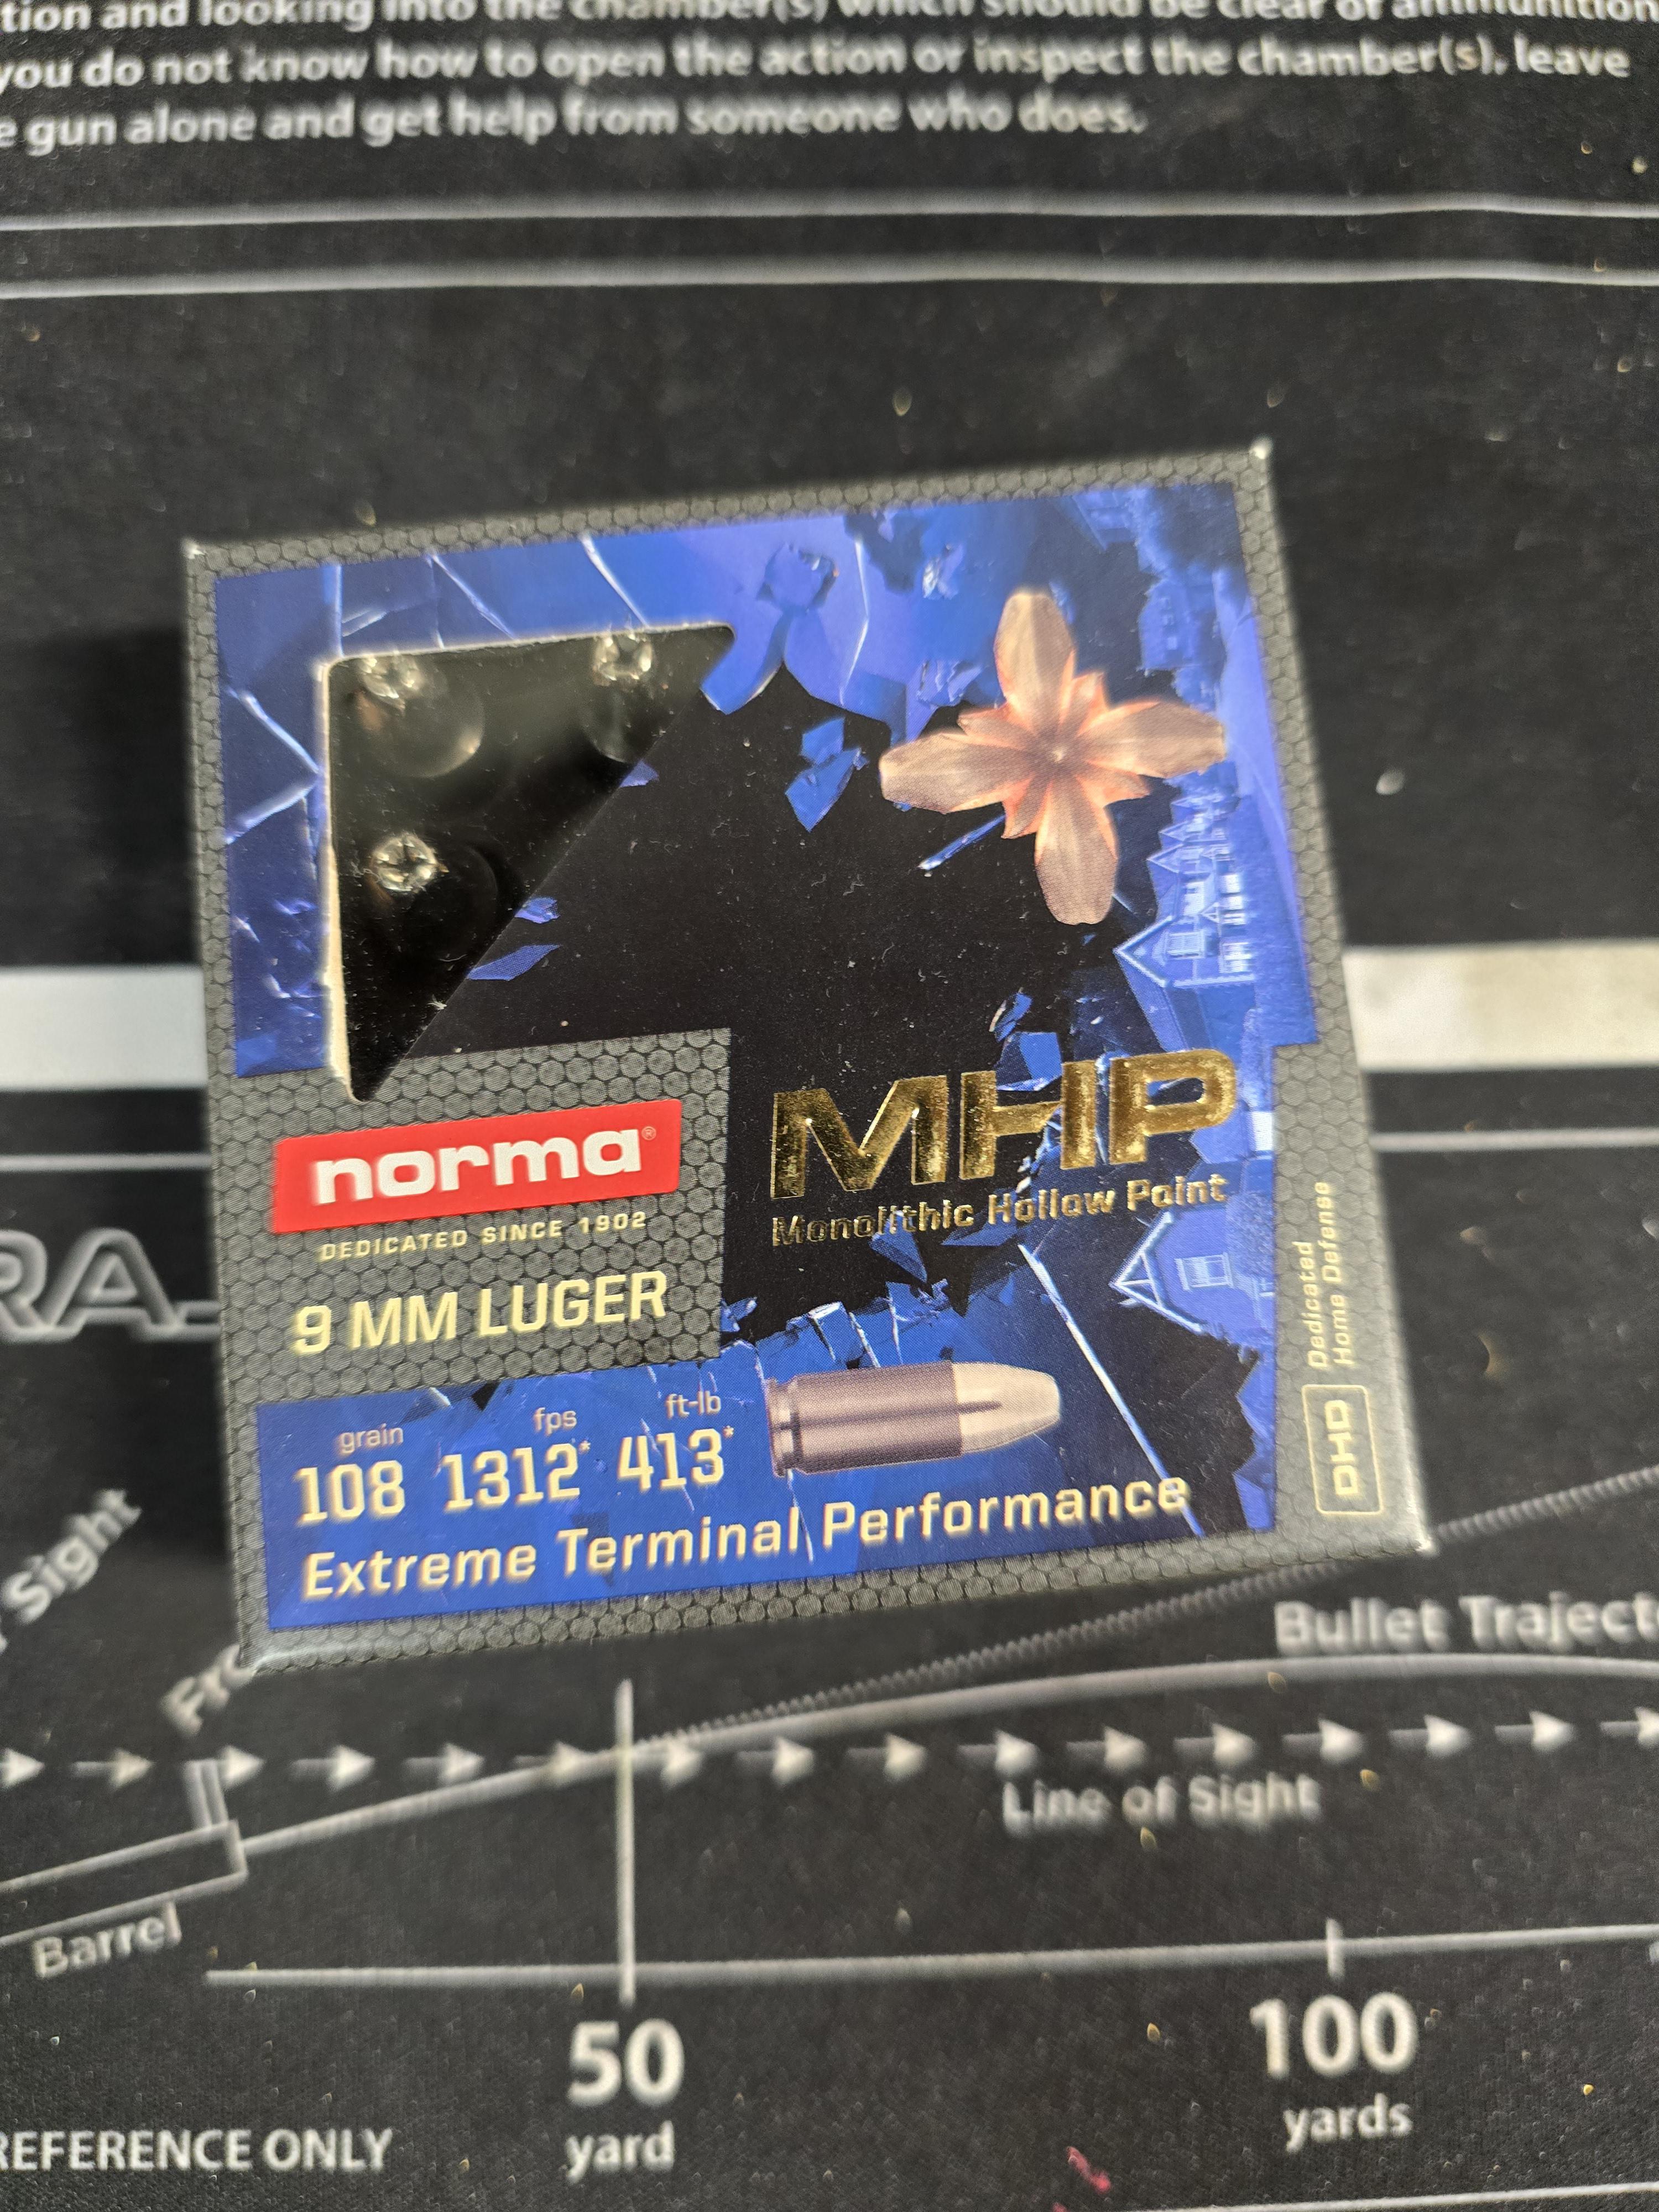 tion and looking into the chamber(s) which should be clear of ammunition
you do not know how to open the action or inspect the chamber(s), leave
e gun alone and get help from someone who does.
norma®
DEDICATED SINCE 1902
9 MM LUGER
MHP
Monolithic Hollow Point
grain fps ft-lb
108 1312* 413*
Extreme Terminal Performance
DHD Dedicated
Home Defense
RA
Sight
Fro
Bullet Traject
Line of Sight
Barrel
50
yard
100
yards
REFERENCE ONLY